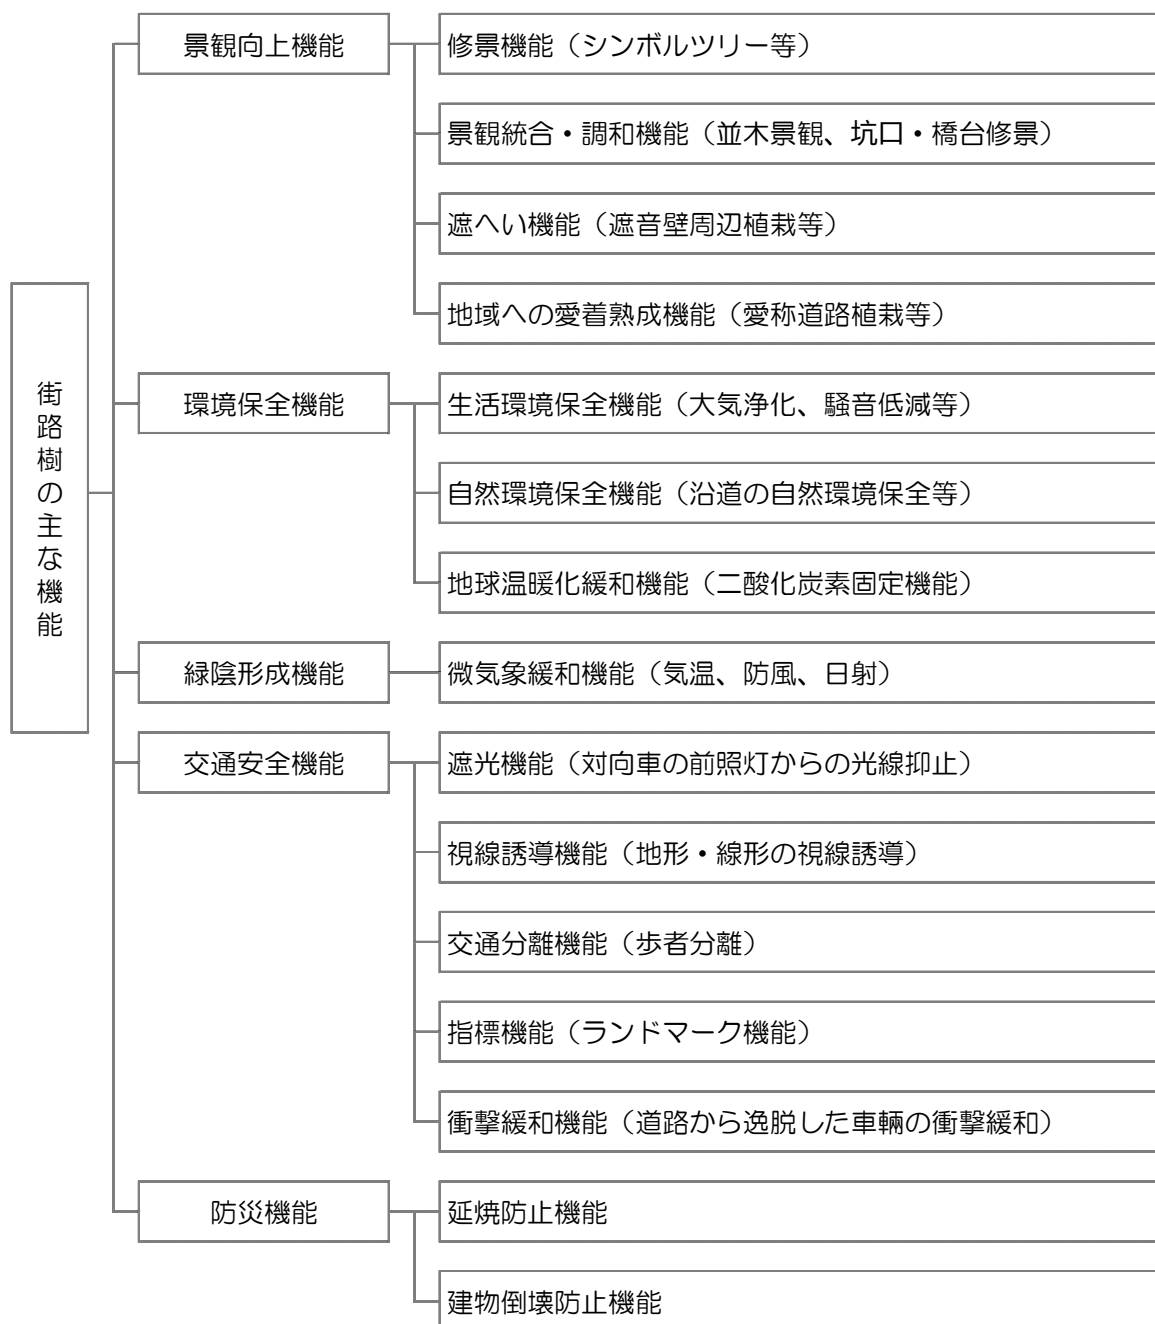 街路樹の主な機能
景観向上機能
修景機能（シンボルツリー等）
景観統合・調和機能（並木景観、坑口・橋台修景）
遮へい機能（遮音壁周辺植栽等）
地域への愛着熟成機能（愛称道路植栽等）
環境保全機能
生活環境保全機能（大気浄化、騒音低減等）
自然環境保全機能（沿道の自然環境保全等）
地球温暖化緩和機能（二酸化炭素固定機能）
緑陰形成機能
微気象緩和機能（気温、防風、日射）
交通安全機能
遮光機能（対向車の前照灯からの光線抑止）
視線誘導機能（地形・線形の視線誘導）
交通分離機能（歩者分離）
指標機能（ランドマーク機能）
衝撃緩和機能（道路から逸脱した車輛の衝撃緩和）
防災機能
延焼防止機能
建物倒壊防止機能